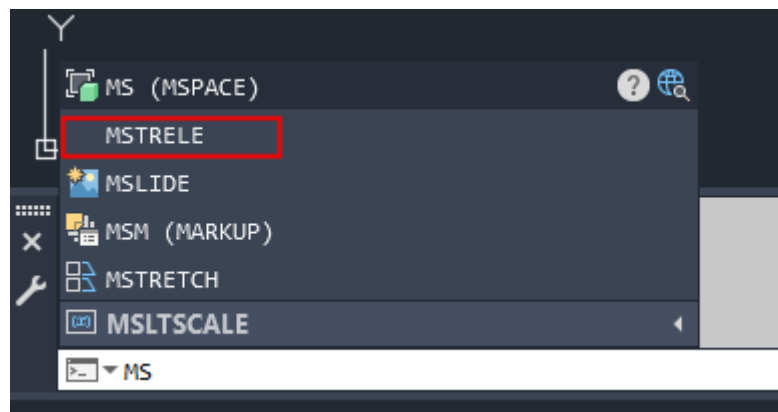 Y
MS (MSPACE)
MSTRELE
MSLIDE
MSM (MARKUP)
MSTRETCH
MSLTSCALE
MS